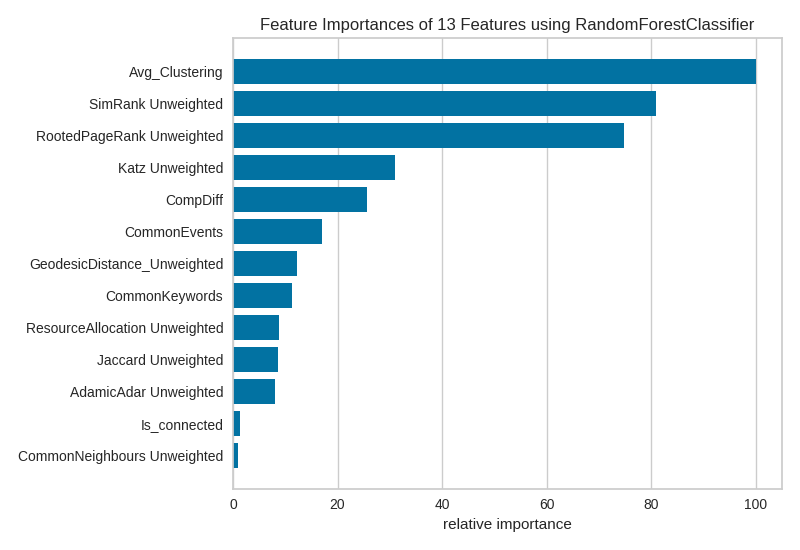 Feature Importances of 13 Features using RandomForestClassifier
Avg_Clustering
SimRank Unweighted
RootedPageRank Unweighted
Katz Unweighted
CompDiff
CommonEvents
GeodesicDistance_Unweighted
CommonKeywords
ResourceAllocation Unweighted
Jaccard Unweighted
AdamicAdar Unweighted
Is_connected
CommonNeighbours Unweighted
0 20 40 60 80 100
relative importance